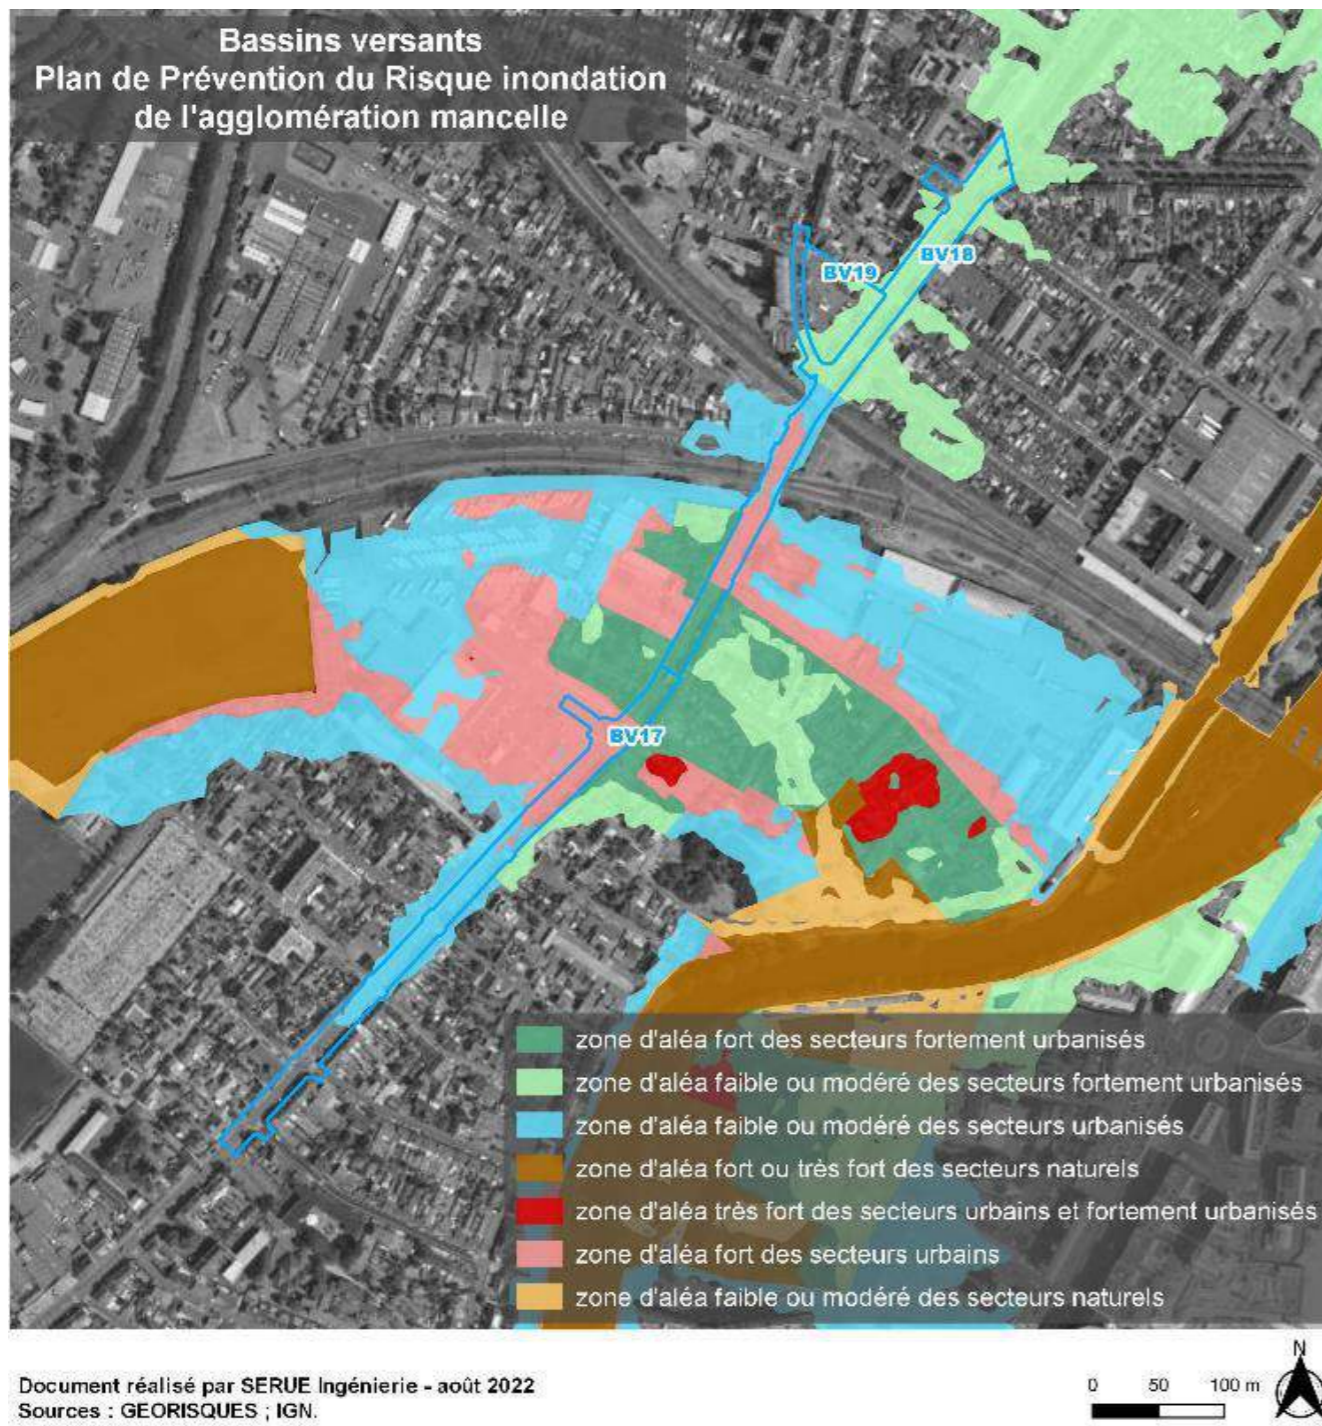 Bassins versants
Plan de Prévention du Risque inondation
de l'agglomération mancelle
BV19
BV18
BV17
zone d'aléa fort des secteurs fortement urbanisés
zone d'aléa faible ou modéré des secteurs fortement urbanisés
zone d'aléa faible ou modéré des secteurs urbanisés
zone d'aléa fort ou très fort des secteurs naturels
zone d'aléa très fort des secteurs urbains et fortement urbanisés
zone d'aléa fort des secteurs urbains
zone d'aléa faible ou modéré des secteurs naturels
Document réalisé par SERUE Ingénierie - août 2022
Sources : GEORISQUES ; IGN.
0 50 100 m
N